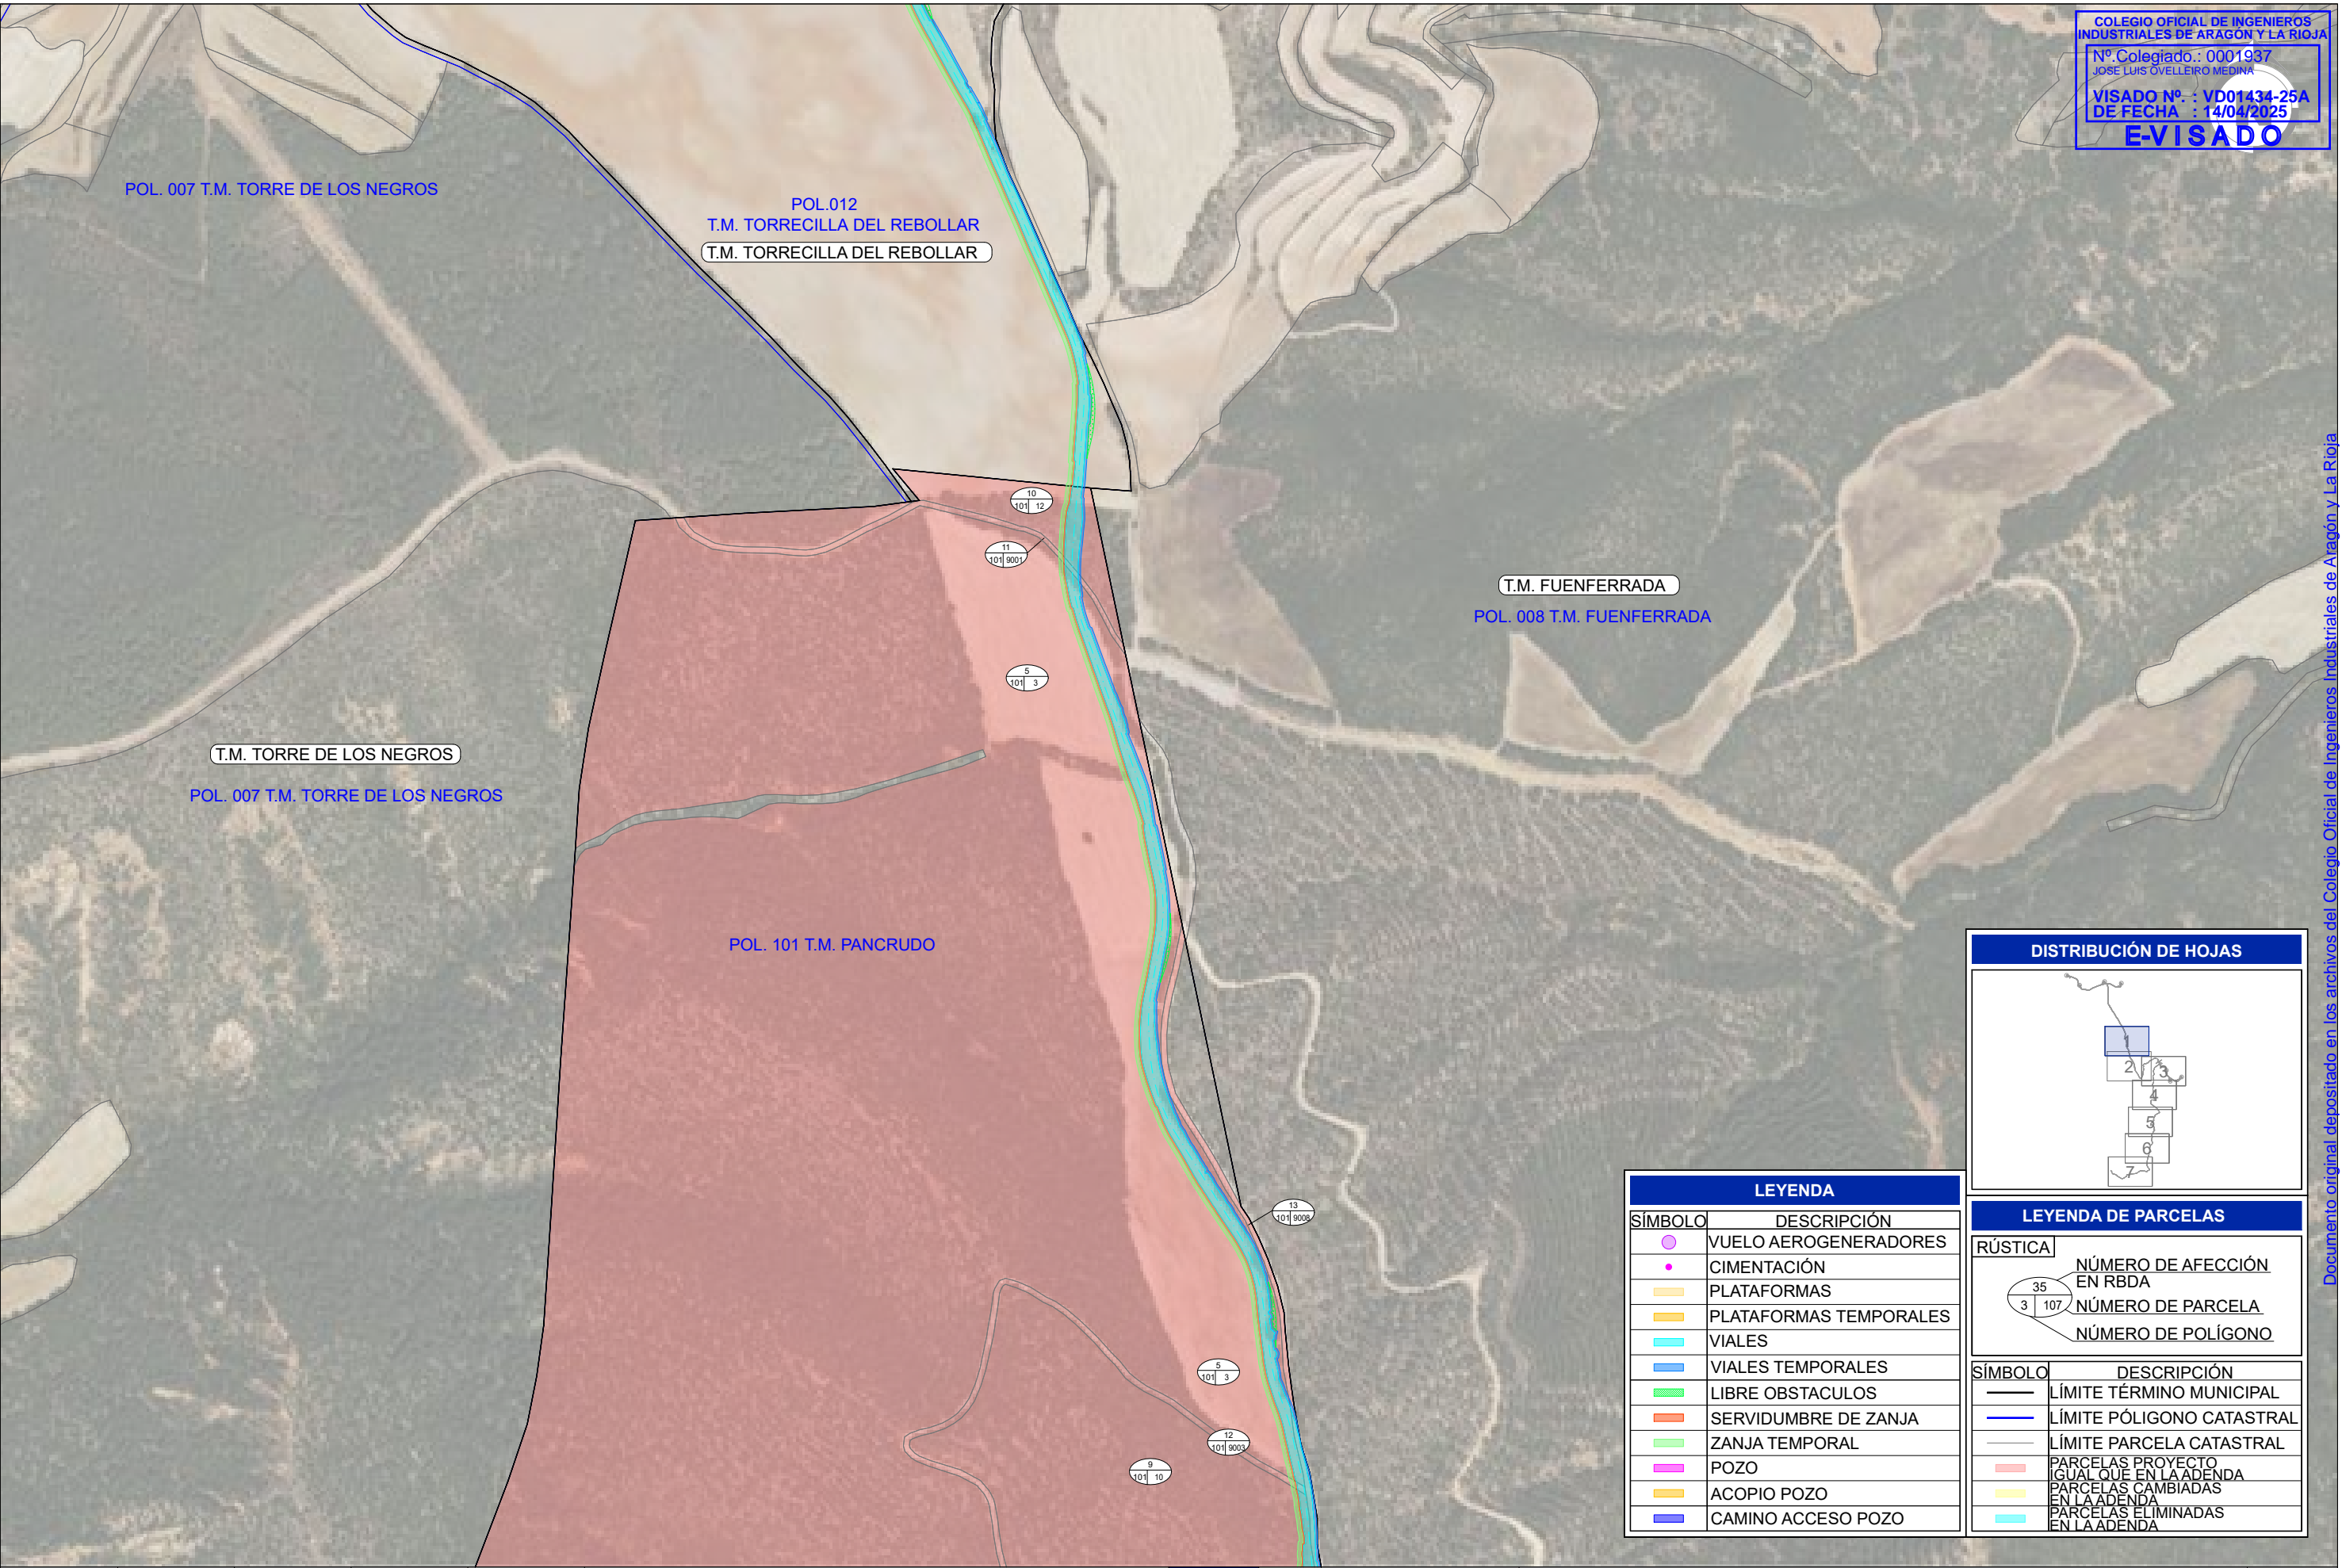 COLEGIO OFICIAL DE INGENIEROS
INDUSTRIALES DE ARAGÓN Y LA RIOJA
Nº.Colegiado.: 0001937
JOSE LUIS OVELLEIRO MEDINA
VISADO Nº. : VD01434-25A
DE FECHA : 14/04/2025
E-VISADO
POL. 007 T.M. TORRE DE LOS NEGROS
POL.012
T.M. TORRECILLA DEL REBOLLAR
T.M. TORRECILLA DEL REBOLLAR
10
101 12
11
101 9001
T.M. FUENFERRADA
POL. 008 T.M. FUENFERRADA
5
101 3
T.M. TORRE DE LOS NEGROS
POL. 007 T.M. TORRE DE LOS NEGROS
POL. 101 T.M. PANCRUDO
13
101 9008
5
101 3
12
101 9003
9
101 10
DISTRIBUCIÓN DE HOJAS
1
2
3
4
5
6
7
LEYENDA
SÍMBOLO DESCRIPCIÓN
VUELO AEROGENERADORES
CIMENTACIÓN
PLATAFORMAS
PLATAFORMAS TEMPORALES
VIALES
VIALES TEMPORALES
LIBRE OBSTACULOS
SERVIDUMBRE DE ZANJA
ZANJA TEMPORAL
POZO
ACOPIO POZO
CAMINO ACCESO POZO
LEYENDA DE PARCELAS
RÚSTICA
NÚMERO DE AFECCIÓN
EN RBDA
35
3 107
NÚMERO DE PARCELA
NÚMERO DE POLÍGONO
SÍMBOLO DESCRIPCIÓN
LÍMITE TÉRMINO MUNICIPAL
LÍMITE PÓLIGONO CATASTRAL
LÍMITE PARCELA CATASTRAL
PARCELAS PROYECTO
IGUAL QUE EN LA ADENDA
PARCELAS CAMBIADAS
EN LA ADENDA
PARCELAS ELIMINADAS
EN LA ADENDA
Documento original depositado en los archivos del Colegio Oficial de Ingenieros Industriales de Aragón y La Rioja